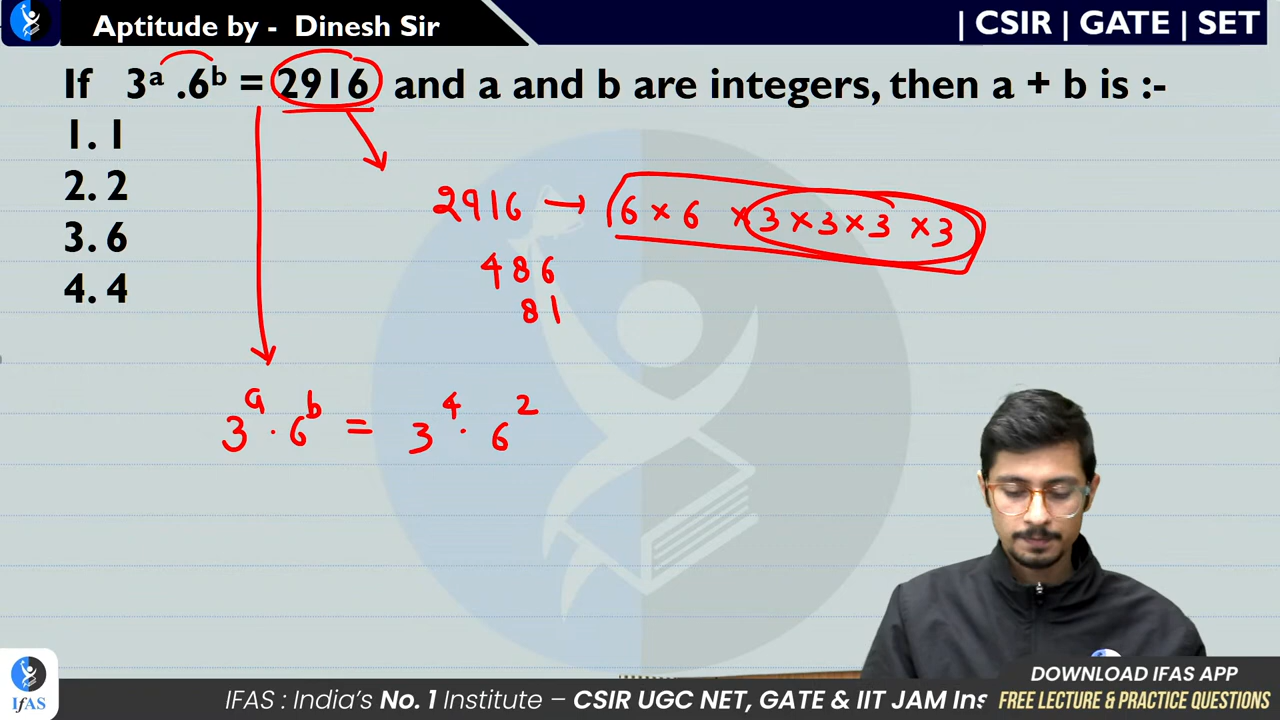 Aptitude by - Dinesh Sir
| CSIR | GATE | SET
If 3ᵃ .6ᵇ = 2916 and a and b are integers, then a + b is :-
1. 1
2. 2
3. 6
4. 4
2916 → 6 × 6 × 3 × 3 × 3 × 3
486
81
3ᵃ · 6ᵇ = 3⁴ · 6²
DOWNLOAD IFAS APP
IFAS
IFAS : India's No. 1 Institute – CSIR UGC NET, GATE & IIT JAM Ins
FREE LECTURE & PRACTICE QUESTIONS